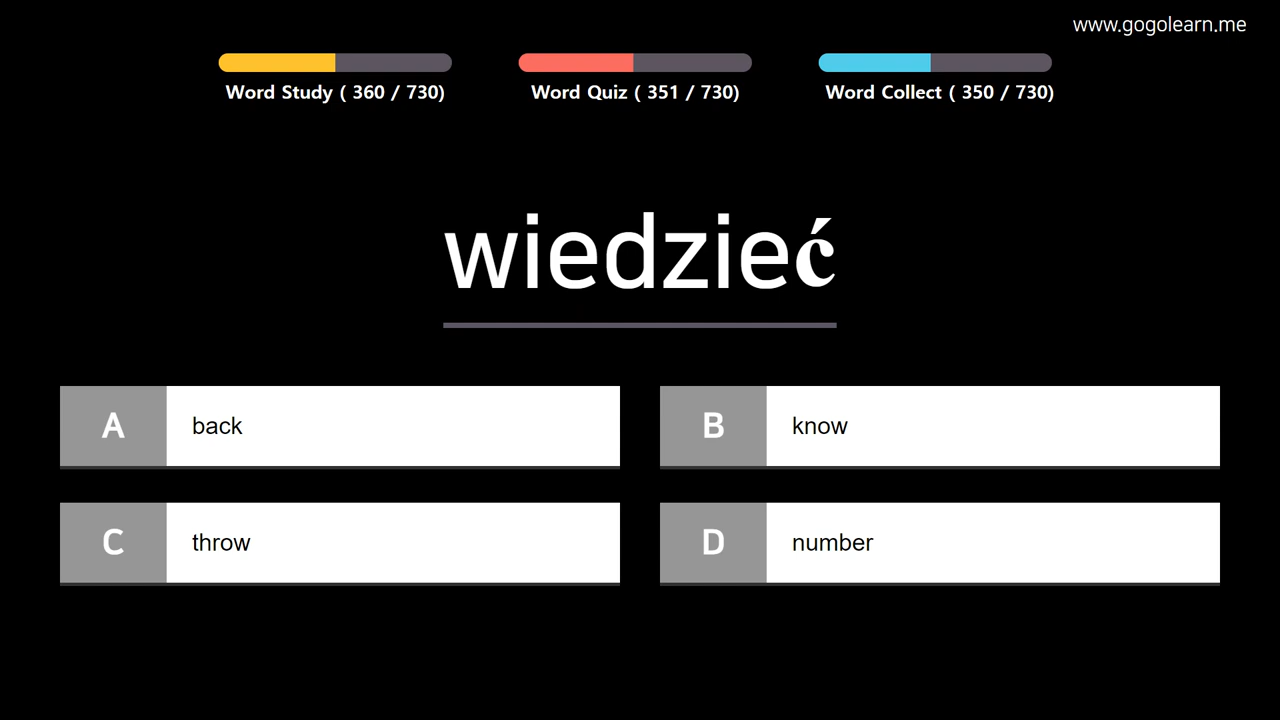 www.gogolearn.me
Word Study ( 360 / 730)
Word Quiz ( 351 / 730)
Word Collect ( 350 / 730)
wiedzieć
A back
B know
C throw
D number